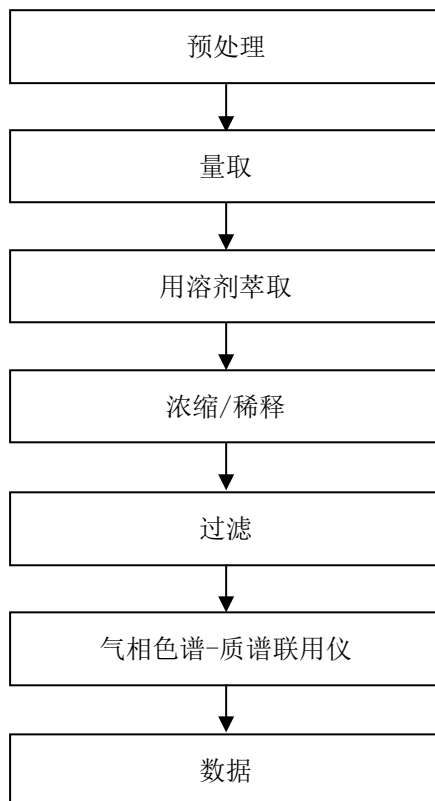 预处理
量取
用溶剂萃取
浓缩/稀释
过滤
气相色谱-质谱联用仪
数据